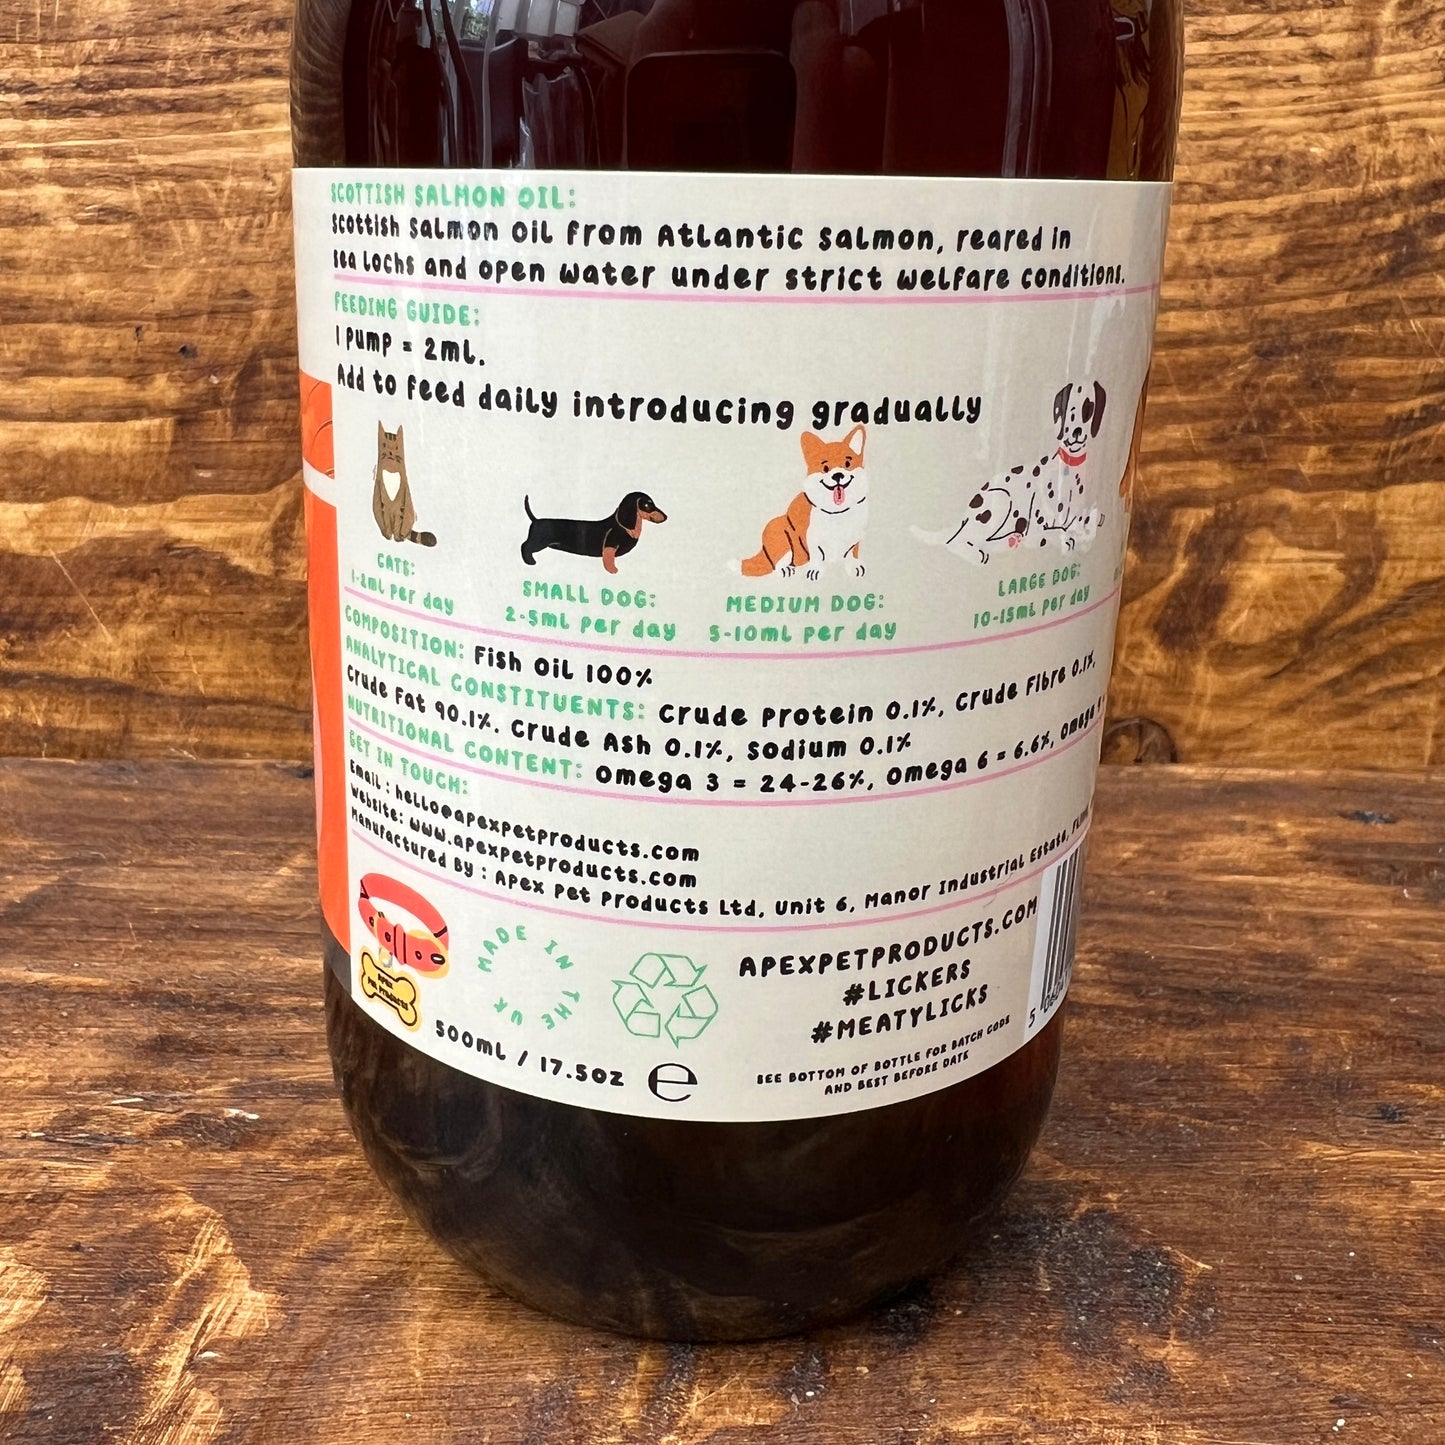 SCOTTISH SALMON OIL:
Scottish Salmon Oil from Atlantic Salmon, reared in
sea lochs and open water under strict welfare conditions.
FEEDING GUIDE:
1 Pump = 2ml.
Add to feed daily introducing gradually
CATS:
1-2ml per day
SMALL DOG:
2-5ml per day
MEDIUM DOG:
5-10ml per day
LARGE DOG:
10-15ml per day
COMPOSITION: Fish Oil 100%
ANALYTICAL CONSTITUENTS: Crude Protein 0.1%, Crude Fibre 0.1%,
Crude Fat 90.1%. Crude Ash 0.1%, Sodium 0.1%
NUTRITIONAL CONTENT: Omega 3 = 24-26%, Omega 6 = 6.6%, Omega
GET IN TOUCH:
Email : hello@apexpetproducts.com
Website: www.apexpetproducts.com
Manufactured By : Apex Pet Products Ltd, Unit 6, Manor Industrial Estate,
Apex
Pet Products
MADE IN THE UK
500ml / 17.5oz e
APEXPETPRODUCTS.COM
#LICKERS
#MEATYLICKS
SEE BOTTOM OF BOTTLE FOR BATCH CODE
AND BEST BEFORE DATE